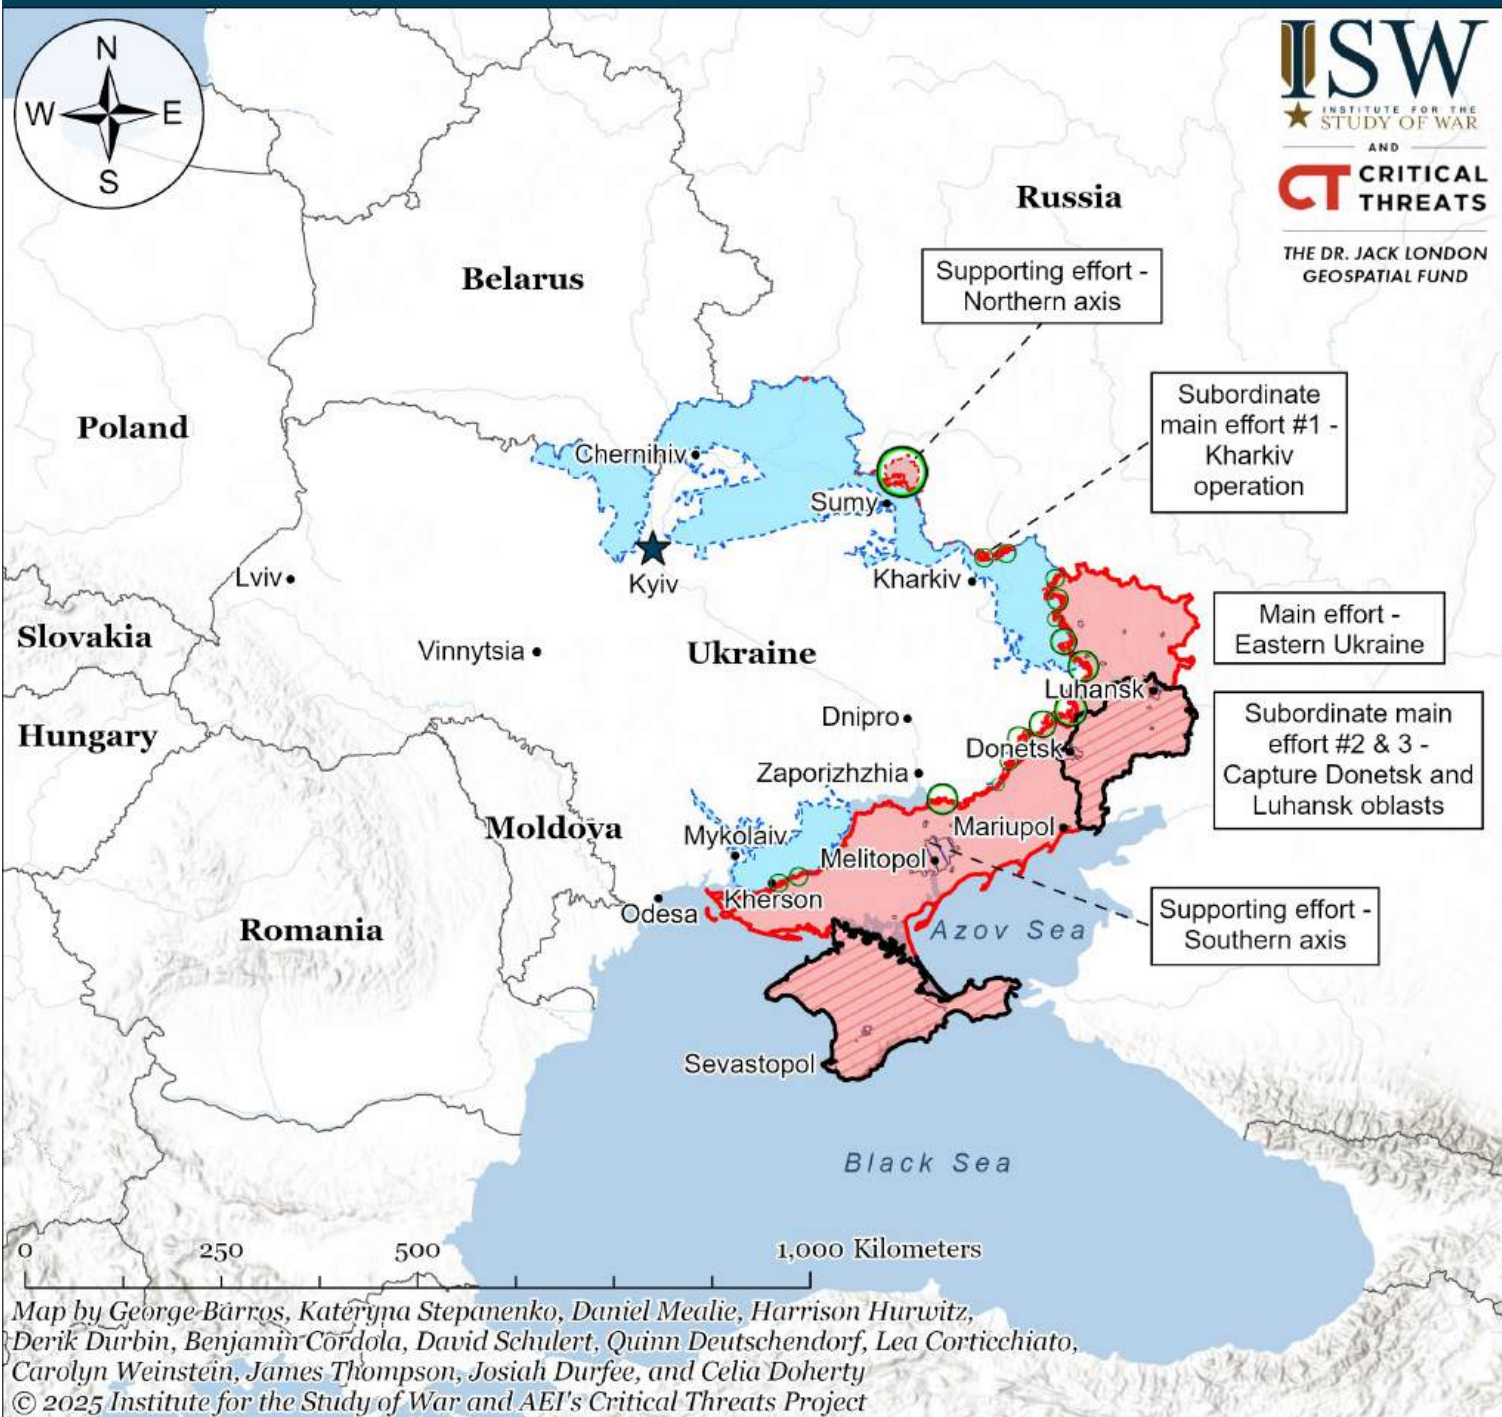 N
W
E
S
ISW
INSTITUTE FOR THE
STUDY OF WAR
AND
CT CRITICAL
THREATS
THE DR. JACK LONDON
GEOSPATIAL FUND
Russia
Belarus
Supporting effort -
Northern axis
Subordinate
main effort #1 -
Kharkiv
operation
Poland
Chernihiv
Sumy
Kyiv
Lviv
Kharkiv
Slovakia
Vinnytsia
Ukraine
Main effort -
Eastern Ukraine
Luhansk
Hungary
Dnipro
Donetsk
Subordinate main
effort #2 & 3 -
Capture Donetsk and
Luhansk oblasts
Zaporizhzhia
Moldova
Mykolaiv
Mariupol
Melitopol
Kherson
Odesa
Romania
Azov Sea
Supporting effort -
Southern axis
Sevastopol
Black Sea
0
250
500
1,000 Kilometers
Map by George Barros, Kateryna Stepanenko, Daniel Mealie, Harrison Hurwitz,
Derik Durbin, Benjamin Cordola, David Schulert, Quinn Deutschendorf, Lea Corticchiato,
Carolyn Weinstein, James Thompson, Josiah Durfee, and Celia Doherty
© 2025 Institute for the Study of War and AEI's Critical Threats Project